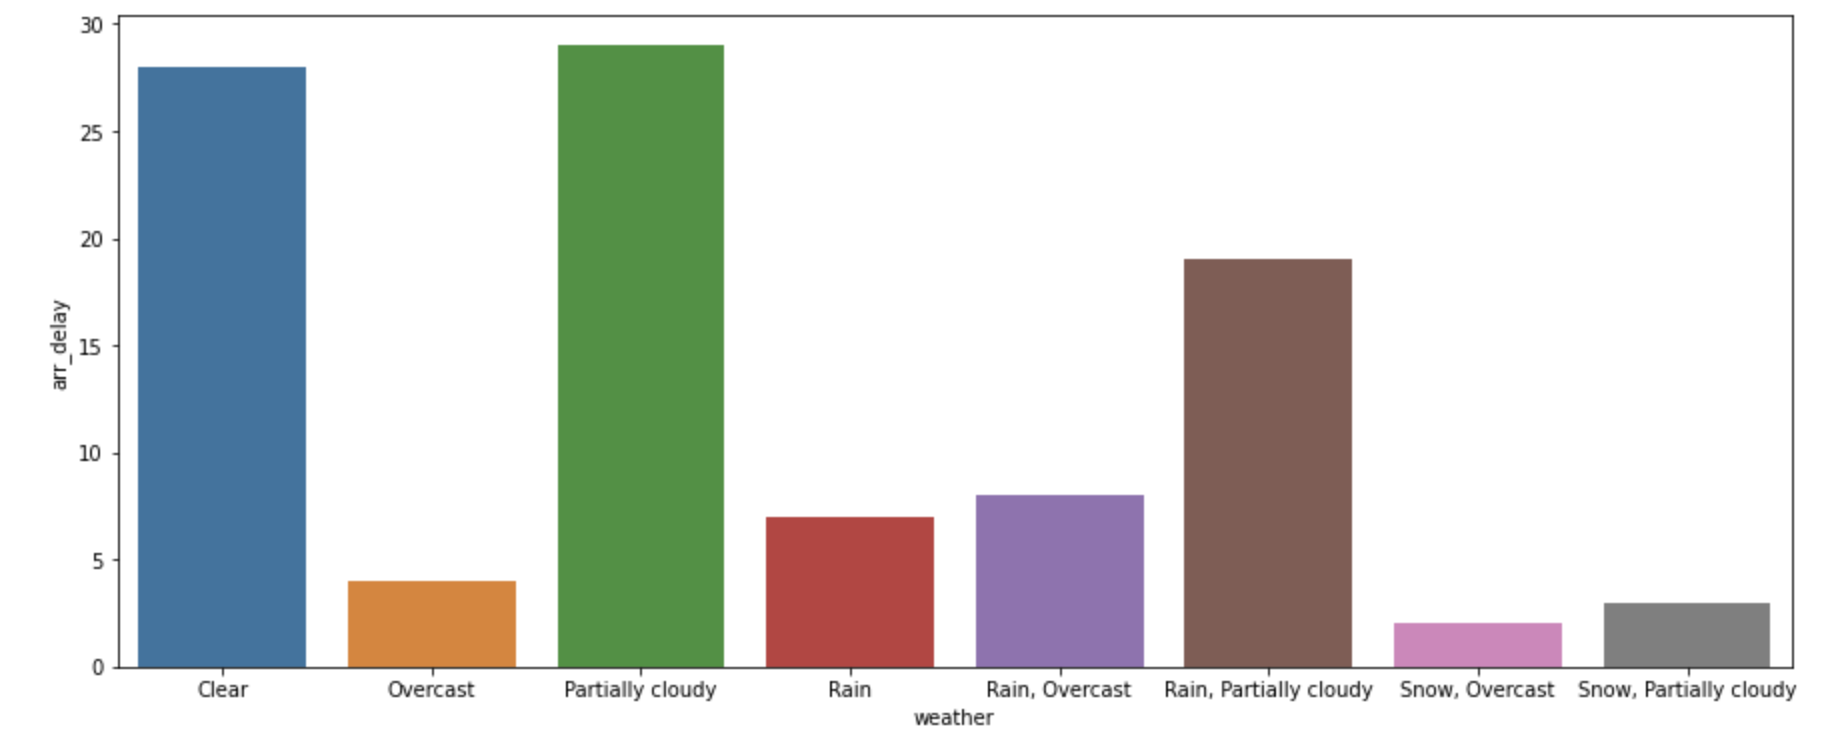 30
25
20
15
10
5
0
arr_delay
Clear
Overcast
Partially cloudy
Rain
Rain, Overcast
Rain, Partially cloudy
Snow, Overcast
Snow, Partially cloudy
weather